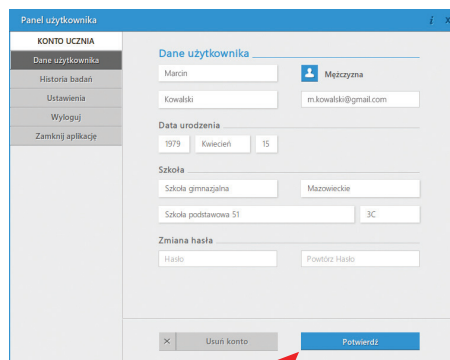 Panel użytkownika i x
KONTO UCZNIA
Dane użytkownika
Historia badań
Ustawienia
Wyloguj
Zamknij aplikację
Dane użytkownika
Marcin Mężczyzna
Kowalski m.kowalski@gmail.com
Data urodzenia
1979 Kwiecień 15
Szkoła
Szkoła gimnazjalna Mazowieckie
Szkoła podstawowa 51 3C
Zmiana hasła
Hasło Powtórz Hasło
× Usuń konto Potwierdź